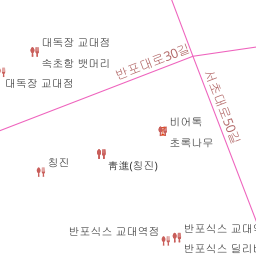 대독장 교대점
속초항 뱃머리
대독장 교대점
반포대로30길
서초대로50길
비어톡
초록나무
칭진
靑進(칭진)
반포식스 교대역점
반포식스 교대
반포식스 딜리